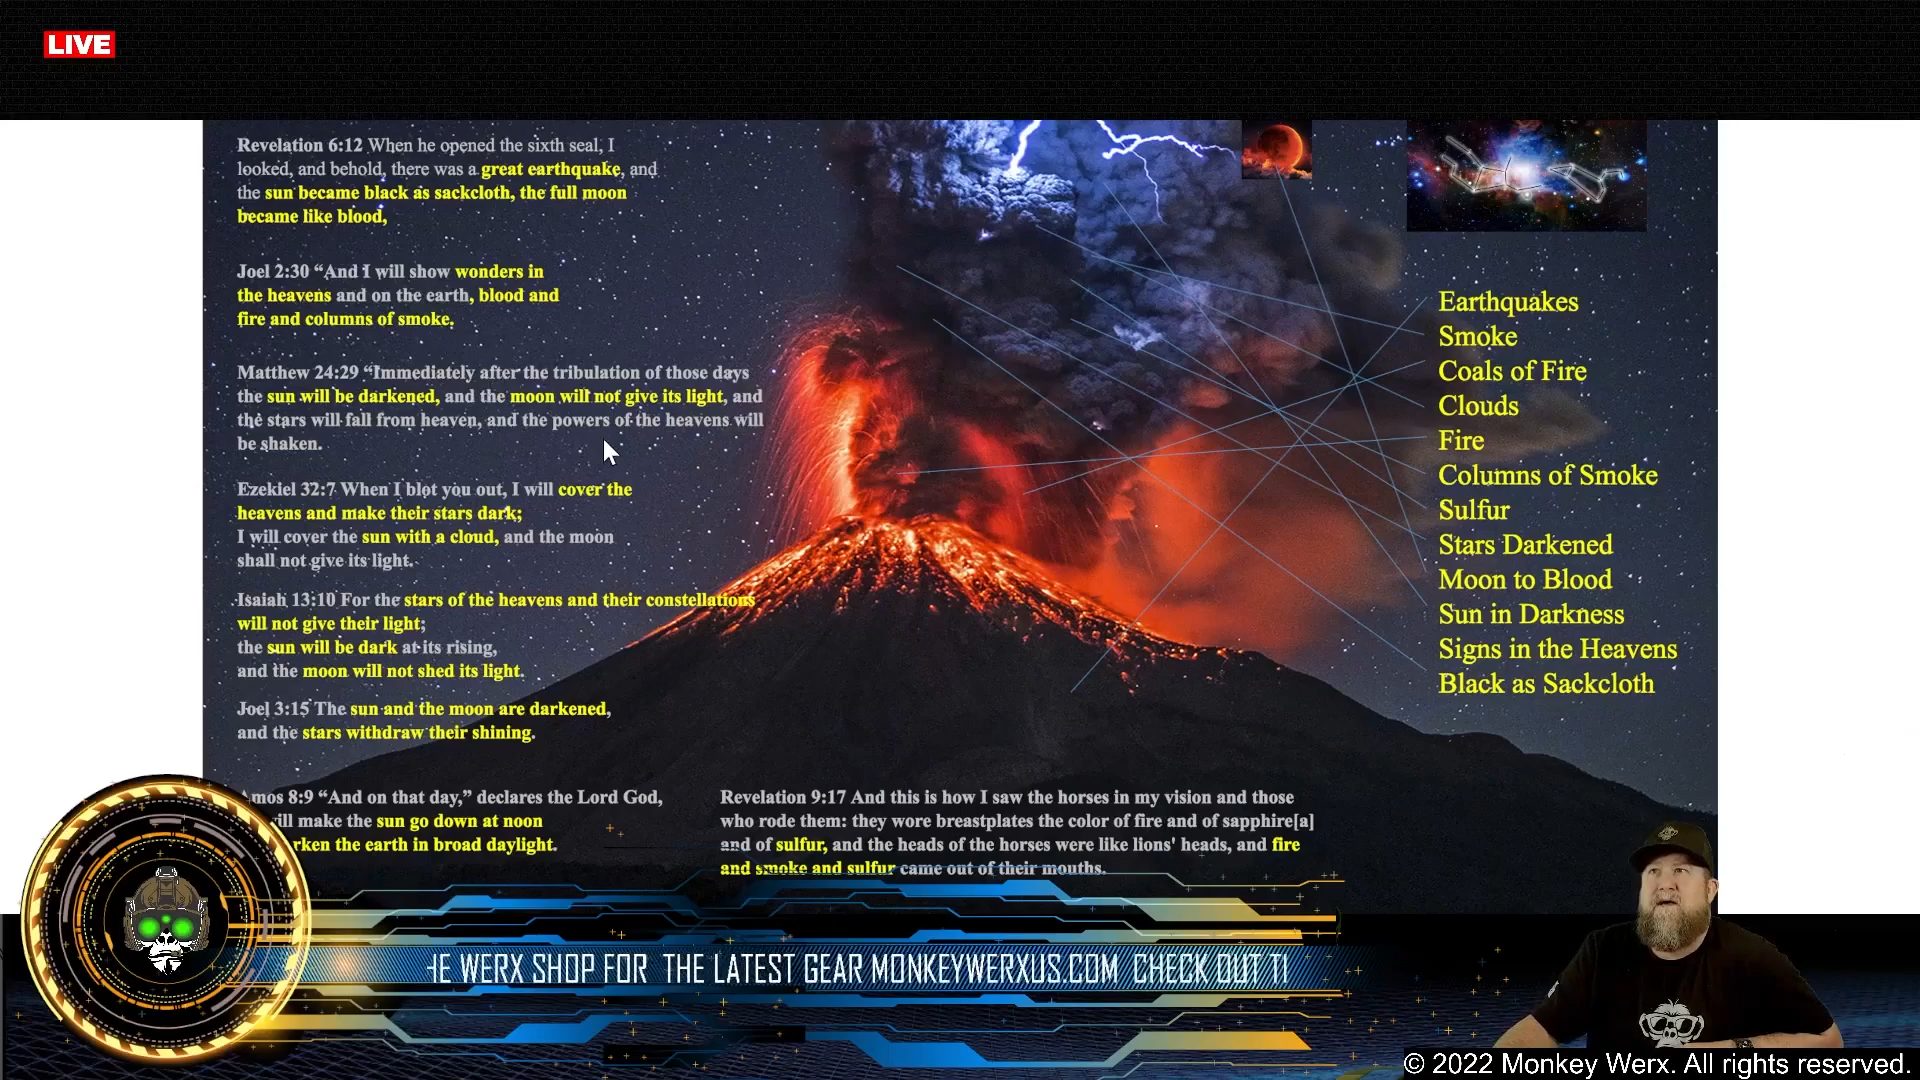 LIVE
Revelation 6:12 When he opened the sixth seal, I
looked, and behold, there was a great earthquake, and
the sun became black as sackcloth, the full moon
became like blood,
Joel 2:30 “And I will show wonders in
the heavens and on the earth, blood and
fire and columns of smoke.
Matthew 24:29 “Immediately after the tribulation of those days
the sun will be darkened, and the moon will not give its light, and
the stars will fall from heaven, and the powers of the heavens will
be shaken.
Ezekiel 32:7 When I blot you out, I will cover the
heavens and make their stars dark;
I will cover the sun with a cloud, and the moon
shall not give its light.
Isaiah 13:10 For the stars of the heavens and their constellations
will not give their light;
the sun will be dark at its rising,
and the moon will not shed its light.
Joel 3:15 The sun and the moon are darkened,
and the stars withdraw their shining.
Amos 8:9 “And on that day,” declares the Lord God,
make the sun go down at noon
the earth in broad daylight.
Revelation 9:17 And this is how I saw the horses in my vision and those
who rode them: they wore breastplates the color of fire and of sapphire[a]
and of sulfur, and the heads of the horses were like lions' heads, and fire
and smoke and sulfur came out of their mouths.
Earthquakes
Smoke
Coals of Fire
Clouds
Fire
Columns of Smoke
Sulfur
Stars Darkened
Moon to Blood
Sun in Darkness
Signs in the Heavens
Black as Sackcloth
WERX SHOP FOR THE LATEST GEAR MONKEYWERXUS.COM CHECK OUT
© 2022 Monkey Werx. All rights reserved.